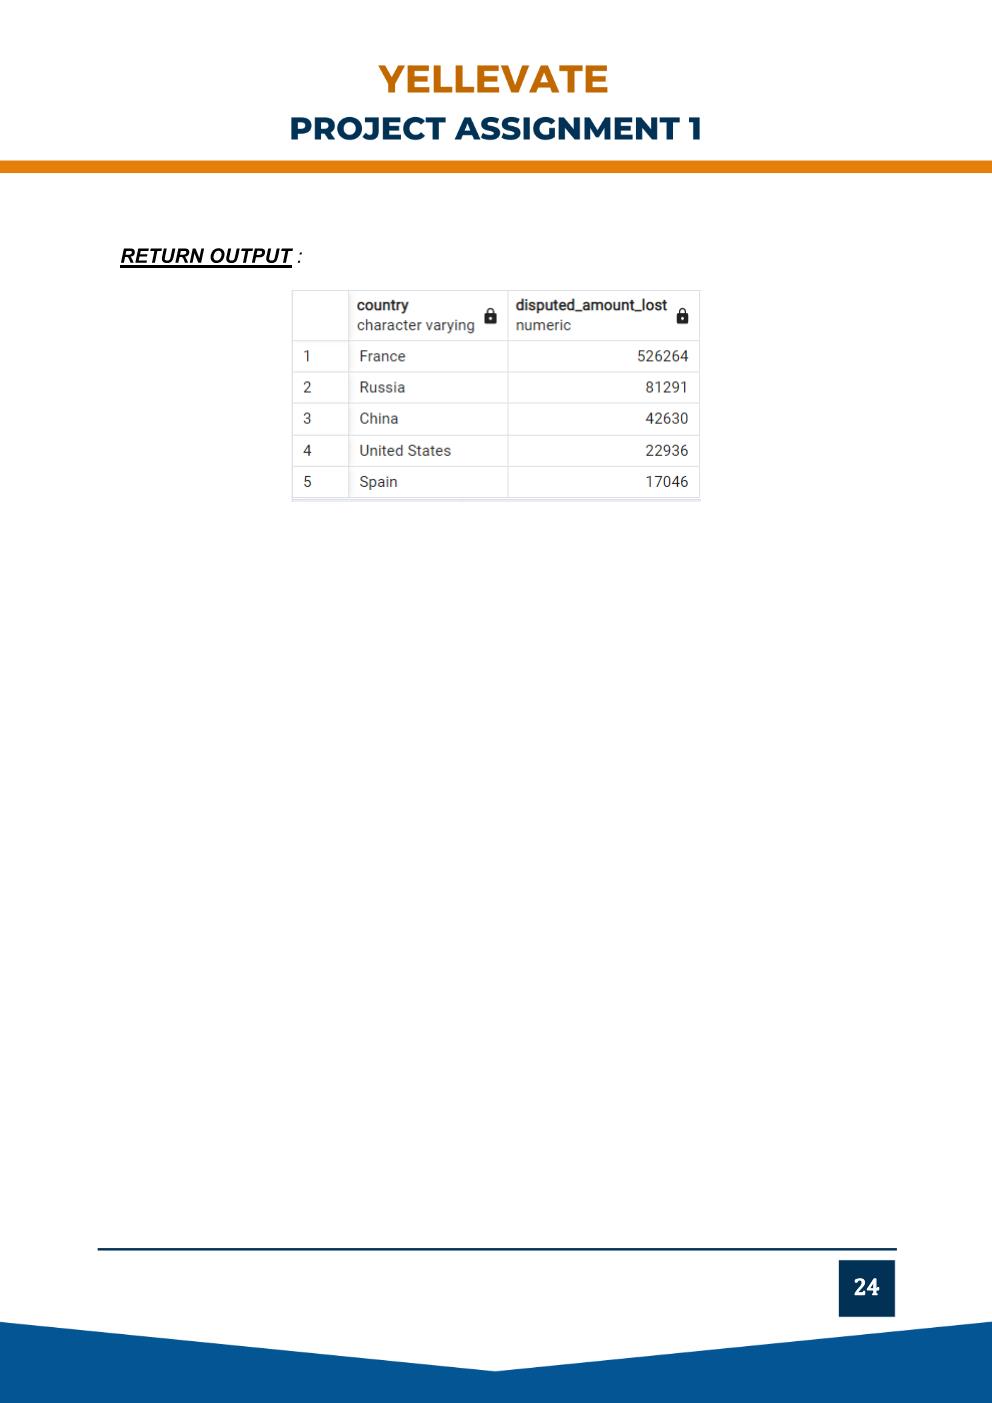 YELLEVATE
PROJECT ASSIGNMENT 1
RETURN OUTPUT :
country disputed_amount_lost
character varying numeric
1 France 526264
2 Russia 81291
3 China 42630
4 United States 22936
5 Spain 17046
24